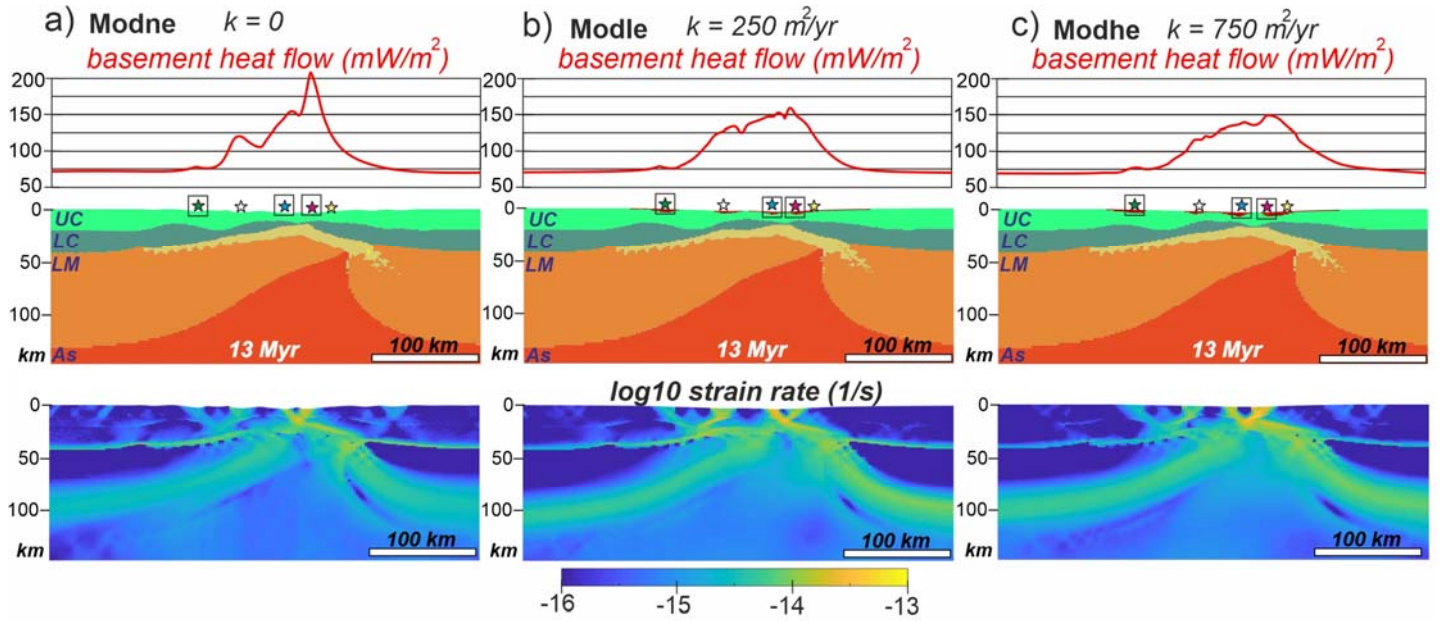 a) Modne k = 0
basement heat flow (mW/m²)
200
150
100
50
0
50
100
km
UC
LC
LM
As
13 Myr
100 km
0
50
100
km
100 km
b) Modle k = 250 m²/yr
basement heat flow (mW/m²)
200
150
100
50
0
50
100
km
UC
LC
LM
As
13 Myr
100 km
log10 strain rate (1/s)
0
50
100
km
100 km
-16 -15 -14 -13
c) Modhe k = 750 m²/yr
basement heat flow (mW/m²)
200
150
100
50
0
50
100
km
UC
LC
LM
As
13 Myr
100 km
0
50
100
km
100 km